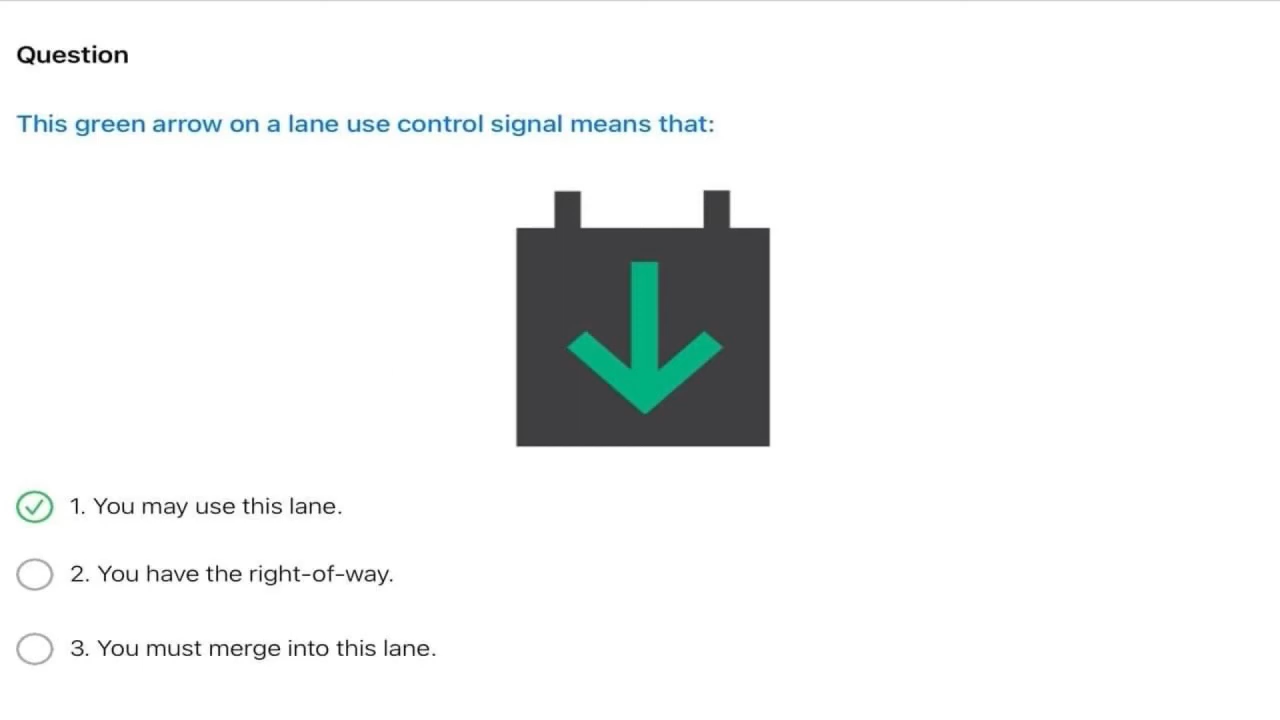 Question
This green arrow on a lane use control signal means that:
1. You may use this lane.
2. You have the right-of-way.
3. You must merge into this lane.